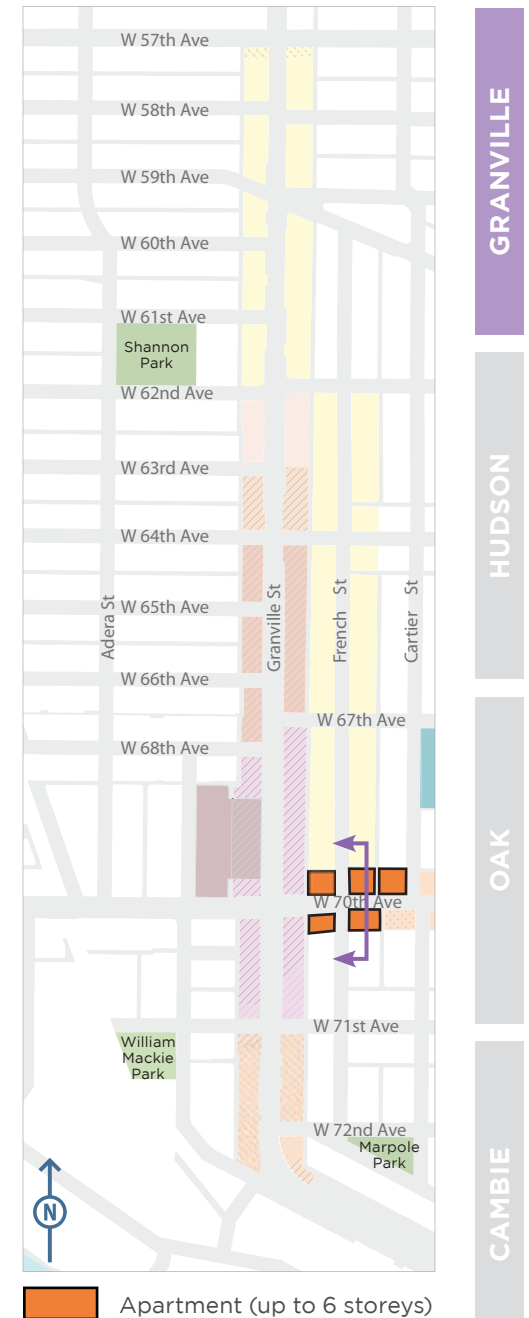 W 57th Ave
W 58th Ave
W 59th Ave
W 60th Ave
W 61st Ave
Shannon
Park
W 62nd Ave
W 63rd Ave
W 64th Ave
Adera St
W 65th Ave
Granville St
French St
Cartier St
W 66th Ave
W 67th Ave
W 68th Ave
W 70th Ave
W 71st Ave
William
Mackie
Park
W 72nd Ave
Marpole
Park
N
Apartment (up to 6 storeys)
GRANVILLE
HUDSON
OAK
CAMBIE